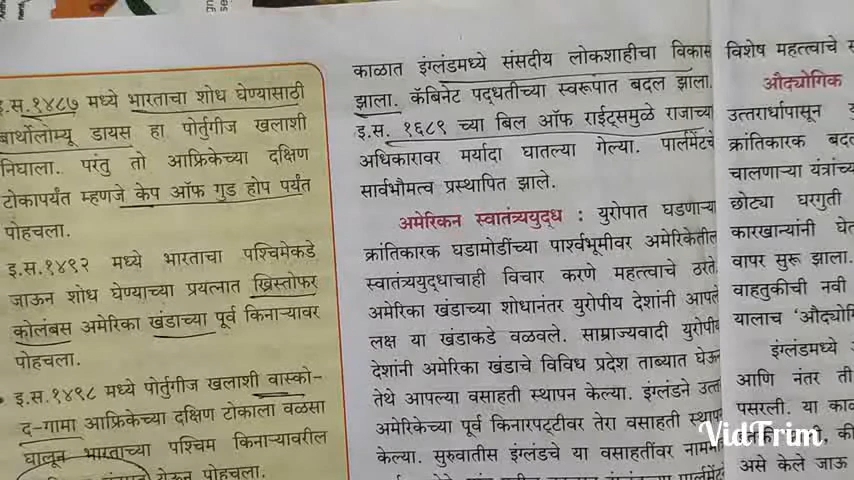 इ.स.१४८७ मध्ये भारताचा शोध घेण्यासाठी
बार्थोलोम्यू डायस हा पोर्तुगीज खलाशी
निघाला. परंतु तो आफ्रिकेच्या दक्षिण
टोकापर्यंत म्हणजे केप ऑफ गुड होप पर्यंत
पोहचला.
इ.स.१४९२ मध्ये भारताचा पश्चिमेकडे
जाऊन शोध घेण्याच्या प्रयत्नात ख्रिस्तोफर
कोलंबस अमेरिका खंडाच्या पूर्व किनाऱ्यावर
पोहचला.
इ.स.१४९८ मध्ये पोर्तुगीज खलाशी वास्को-
द-गामा आफ्रिकेच्या दक्षिण टोकाला वळसा
घालून भारताच्या पश्चिम किनाऱ्यावरील
येऊन पोहचला.
काळात इंग्लंडमध्ये संसदीय लोकशाहीचा विकास
झाला. कॅबिनेट पद्धतीच्या स्वरूपात बदल झाला.
इ.स. १६८९ च्या बिल ऑफ राईट्समुळे राजाच्या
अधिकारावर मर्यादा घातल्या गेल्या. पार्लमेंटचे
सार्वभौमत्व प्रस्थापित झाले.
अमेरिकन स्वातंत्र्ययुद्ध : युरोपात घडणाऱ्या
क्रांतिकारक घडामोडींच्या पार्श्वभूमीवर अमेरिकेतील
स्वातंत्र्ययुद्धाचाही विचार करणे महत्त्वाचे ठरते.
अमेरिका खंडाच्या शोधानंतर युरोपीय देशांनी आपले
लक्ष या खंडाकडे वळवले. साम्राज्यवादी युरोपीय
देशांनी अमेरिका खंडाचे विविध प्रदेश ताब्यात घेऊन
तेथे आपल्या वसाहती स्थापन केल्या. इंग्लंडने
अमेरिकेच्या पूर्व किनारपट्टीवर तेरा वसाहती
केल्या. सुरुवातीस इंग्लंडचे या वसाहतींवर
विशेष महत्त्वाचे
औद्योगिक
उत्तरार्धापासून
क्रांतिकारक
चालणाऱ्या यंत्रांच्या
छोट्या घरगुती
कारखान्यांनी
वापर सुरू झाला.
वाहतुकीची नवी
यालाच
इंग्लंडमध्ये
आणि नंतर ती
पसरली. या
असे केले जाऊ
VidTrim